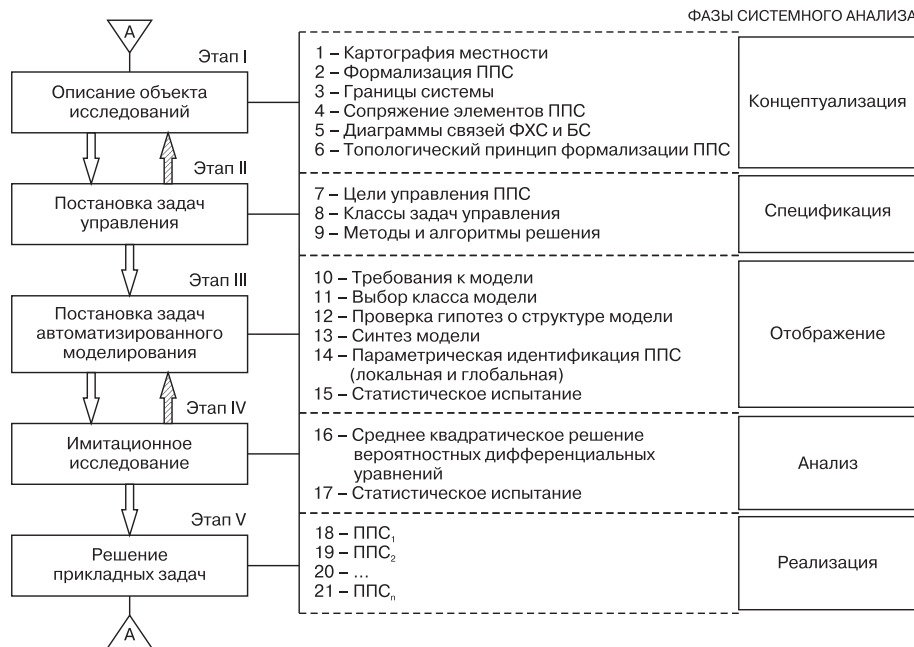 ФАЗЫ СИСТЕМНОГО АНАЛИЗА
А
Этап I
Описание объекта
исследований
1 – Картография местности
2 – Формализация ППС
3 – Границы системы
4 – Сопряжение элементов ППС
5 – Диаграммы связей ФХС и БС
6 – Топологический принцип формализации ППС
Концептуализация
Этап II
Постановка задач
управления
7 – Цели управления ППС
8 – Классы задач управления
9 – Методы и алгоритмы решения
Спецификация
Этап III
Постановка задач
автоматизированного
моделирования
10 – Требования к модели
11 – Выбор класса модели
12 – Проверка гипотез о структуре модели
13 – Синтез модели
14 – Параметрическая идентификация ППС
(локальная и глобальная)
15 – Статистическое испытание
Отображение
Этап IV
Имитационное
исследование
16 – Среднее квадратическое решение
вероятностных дифференциальных
уравнений
17 – Статистическое испытание
Анализ
Этап V
Решение
прикладных задач
18 – ППС₁
19 – ППС₂
20 – ...
21 – ППСₙ
Реализация
А